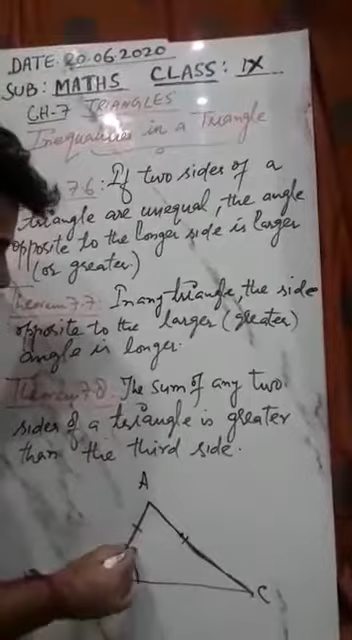 DATE: 20.06.2020
SUB: MATHS CLASS: IX
CH-7 TRIANGLES
Inequalities in a Triangle
7.6: If two sides of a
triangle are unequal, the angle
opposite to the longer side is larger
(or greater)
Theorem 7.7: In any triangle, the side
opposite to the larger (greater)
angle is longer.
Theorem 7.8: The sum of any two
sides of a triangle is greater
than the third side.
A
C